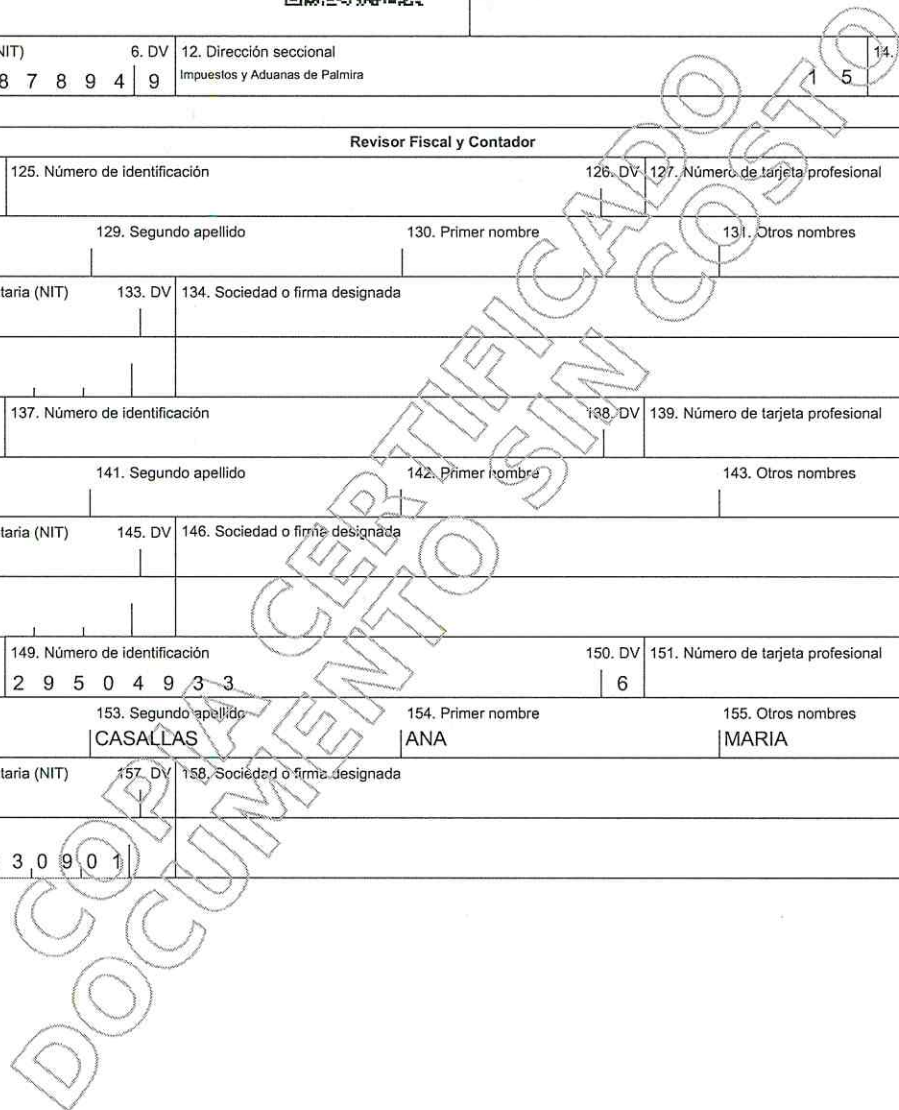 NIT) 6. DV 12. Dirección seccional 14.
8 7 8 9 4 9 Impuestos y Aduanas de Palmira 1 5
Revisor Fiscal y Contador
125. Número de identificación 126. DV 127. Número de tarjeta profesional
129. Segundo apellido 130. Primer nombre 131. Otros nombres
taria (NIT) 133. DV 134. Sociedad o firma designada
137. Número de identificación 138. DV 139. Número de tarjeta profesional
141. Segundo apellido 142. Primer nombre 143. Otros nombres
taria (NIT) 145. DV 146. Sociedad o firma designada
149. Número de identificación 150. DV 151. Número de tarjeta profesional
2 9 5 0 4 9 3 3 6
153. Segundo apellido 154. Primer nombre 155. Otros nombres
CASALLAS ANA MARIA
taria (NIT) 157. DV 158. Sociedad o firma designada
3 0 9 0 1
COPIA CERTIFICADO
DOCUMENTO SIN COSTO